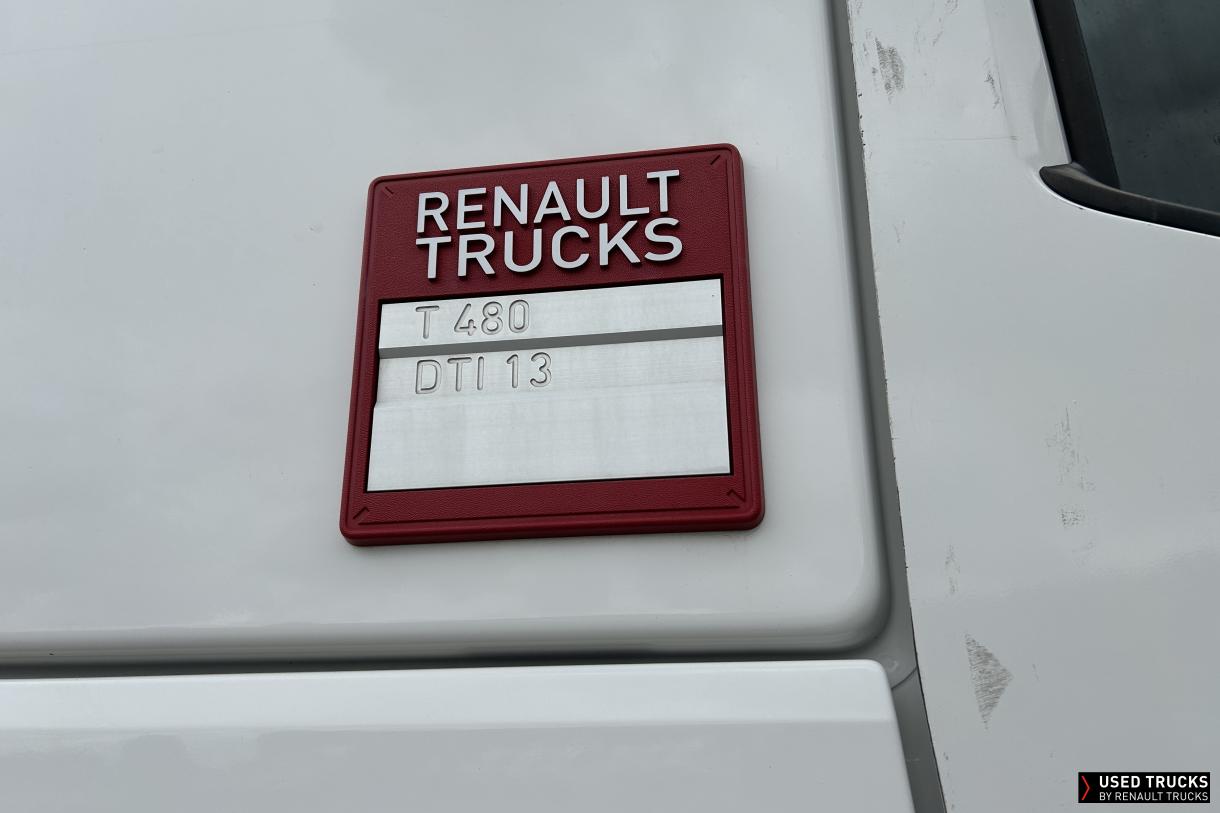 RENAULT
TRUCKS
T 480
DTI 13
USED TRUCKS
BY RENAULT TRUCKS